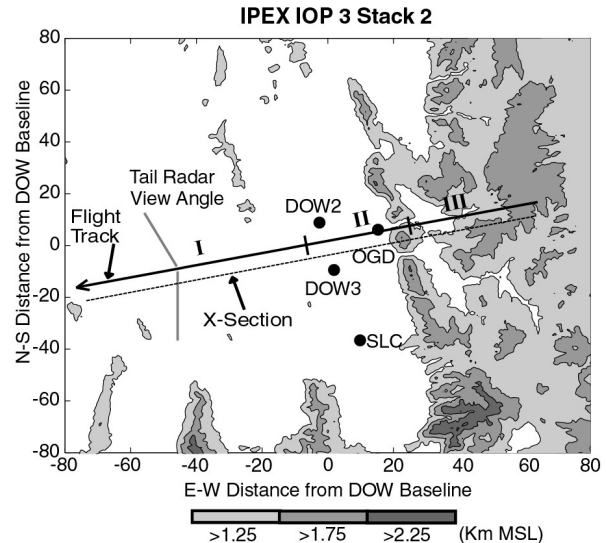 IPEX IOP 3 Stack 2
N-S Distance from DOW Baseline
80
60
40
20
0
-20
-40
-60
-80
Tail Radar
View Angle
Flight
Track
I
II
III
DOW2
OGD
DOW3
X-Section
SLC
-80 -60 -40 -20 0 20 40 60 80
E-W Distance from DOW Baseline
>1.25 >1.75 >2.25 (Km MSL)